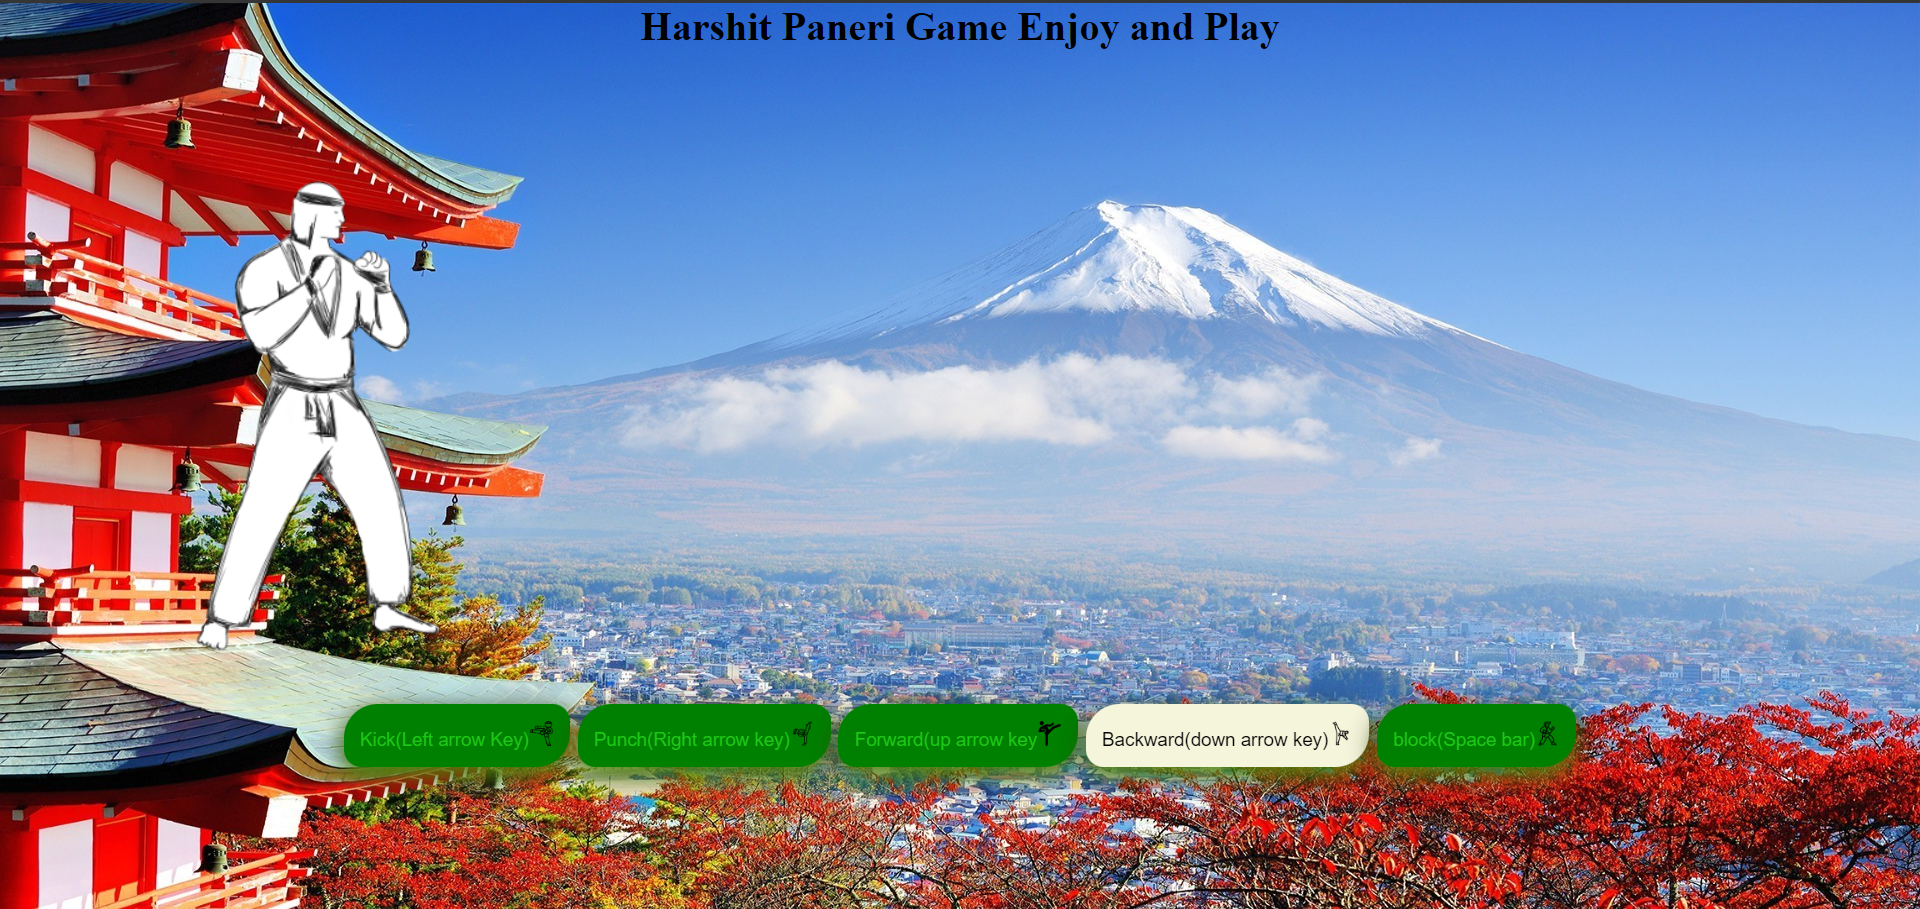 Harshit Paneri Game Enjoy and Play
Kick(Left arrow Key)
Punch(Right arrow key)
Forward(up arrow key
Backward(down arrow key)
block(Space bar)